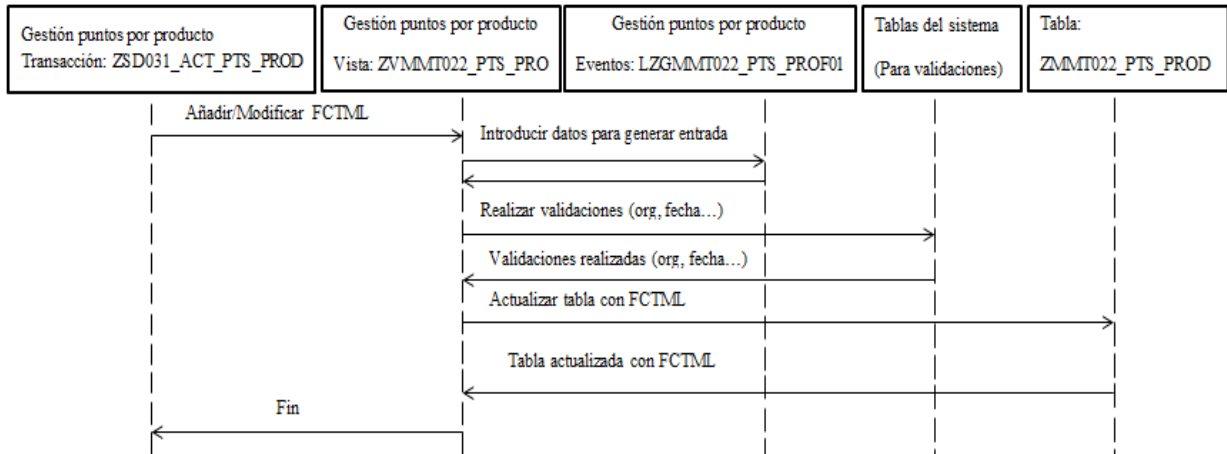 Gestión puntos por producto
Transacción: ZSD031_ACT_PTS_PROD
Gestión puntos por producto
Vista: ZVMMT022_PTS_PRO
Gestión puntos por producto
Eventos: LZGMMT022_PTS_PROF01
Tablas del sistema
(Para validaciones)
Tabla:
ZMMT022_PTS_PROD
Añadir/Modificar FCTML
Introducir datos para generar entrada
Realizar validaciones (org, fecha...)
Validaciones realizadas (org, fecha...)
Actualizar tabla con FCTML
Tabla actualizada con FCTML
Fin